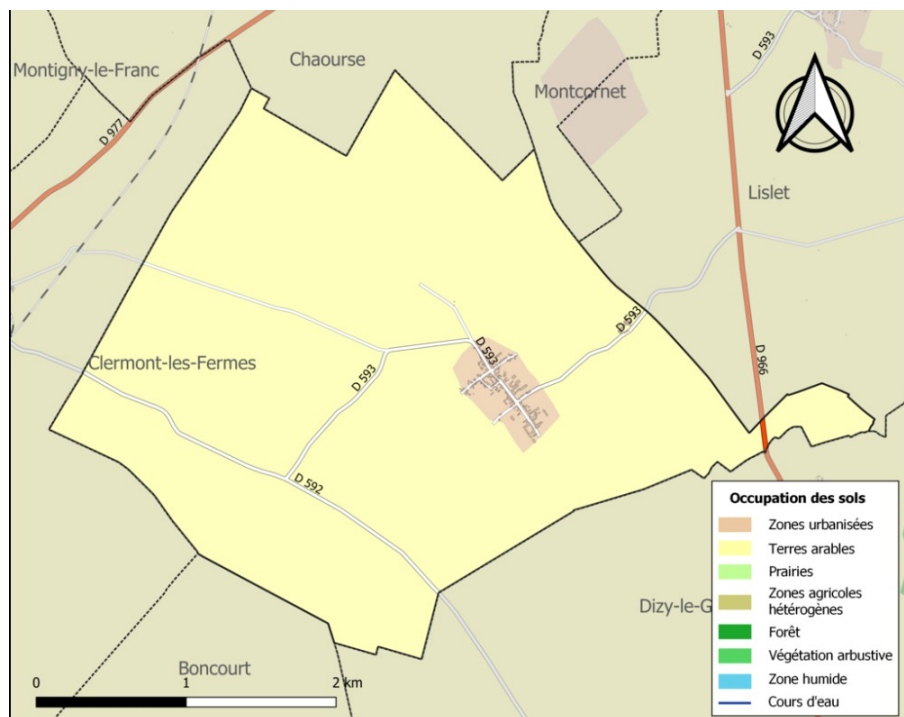 Chaourse
D 593
Montigny-le-Franc
Montcornet
D 977
Lislet
D 593
Clermont-les-Fermes
D 593
D 593
D 966
D 592
Dizy-le-G
Boncourt
Occupation des sols
Zones urbanisées
Terres arables
Prairies
Zones agricoles
hétérogènes
Forêt
Végétation arbustive
Zone humide
Cours d'eau
0 1 2 km